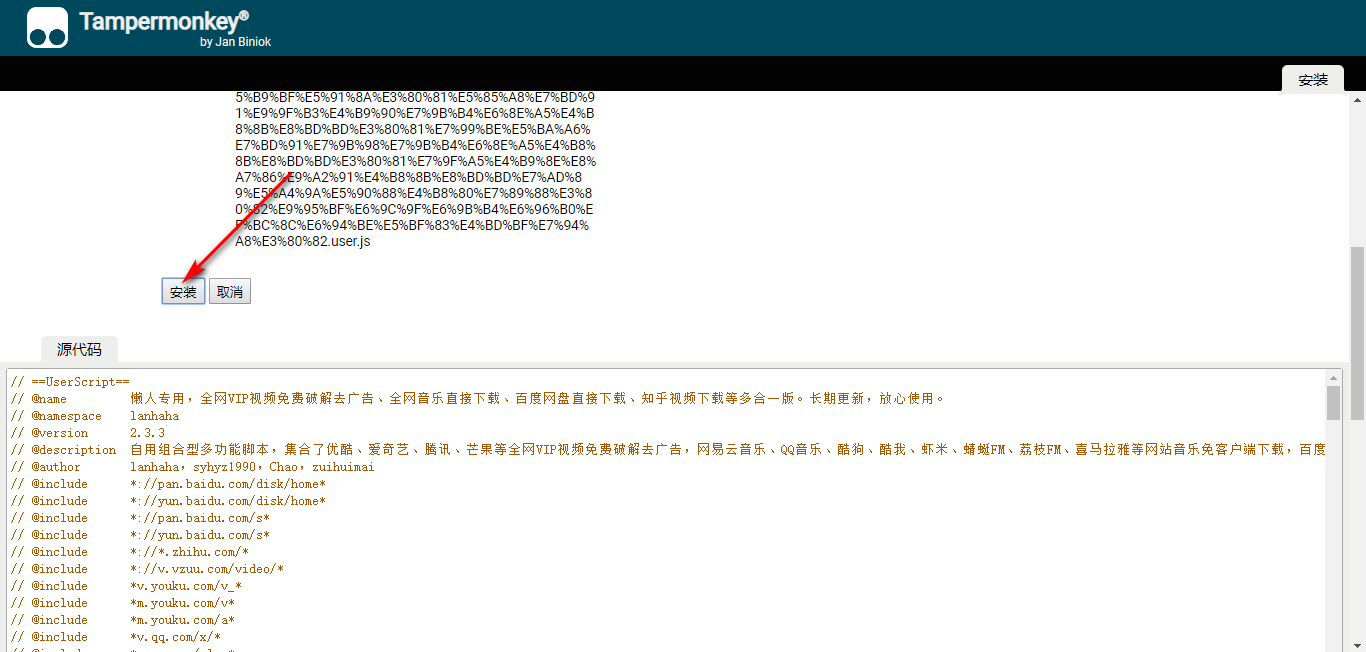 Tampermonkey®
by Jan Biniok
安装
5%B9%BF%E5%91%8A%E3%80%81%E5%85%A8%E7%BD%9
1%E9%9F%B3%E4%B9%90%E7%9B%B4%E6%8E%A5%E4%B
8%8B%E8%BD%BD%E3%80%81%E7%99%BE%E5%BA%A6%
E7%BD%91%E7%9B%98%E7%9B%B4%E6%8E%A5%E4%B8%
8B%E8%BD%BD%E3%80%81%E7%9F%A5%E4%B9%8E%E8%
A7%86%E9%A2%91%E4%B8%8B%E8%BD%BD%E7%AD%8
9%E5%A4%9A%E5%90%88%E4%B8%80%E7%89%88%E3%8
0%82%E9%95%BF%E6%9C%9F%E6%9B%B4%E6%96%B0%E
F%BC%8C%E6%94%BE%E5%BF%83%E4%BD%BF%E7%94%
A8%E3%80%82.user.js
安装 取消
源代码
// ==UserScript==
// @name 懒人专用，全网VIP视频免费破解去广告、全网音乐直接下载、百度网盘直接下载、知乎视频下载等多合一版。长期更新，放心使用。
// @namespace lanhaha
// @version 2.3.3
// @description 自用组合型多功能脚本，集合了优酷、爱奇艺、腾讯、芒果等全网VIP视频免费破解去广告，网易云音乐、QQ音乐、酷狗、酷我、虾米、蜻蜓FM、荔枝FM、喜马拉雅等网站音乐免客户端下载，百度
// @author lanhaha，syhyz1990，Chao，zuihuimai
// @include *://pan.baidu.com/disk/home*
// @include *://yun.baidu.com/disk/home*
// @include *://pan.baidu.com/s*
// @include *://yun.baidu.com/s*
// @include *://*.zhihu.com/*
// @include *://v.vzuu.com/video/*
// @include *v.youku.com/v_*
// @include *m.youku.com/v*
// @include *m.youku.com/a*
// @include *v.qq.com/x/*